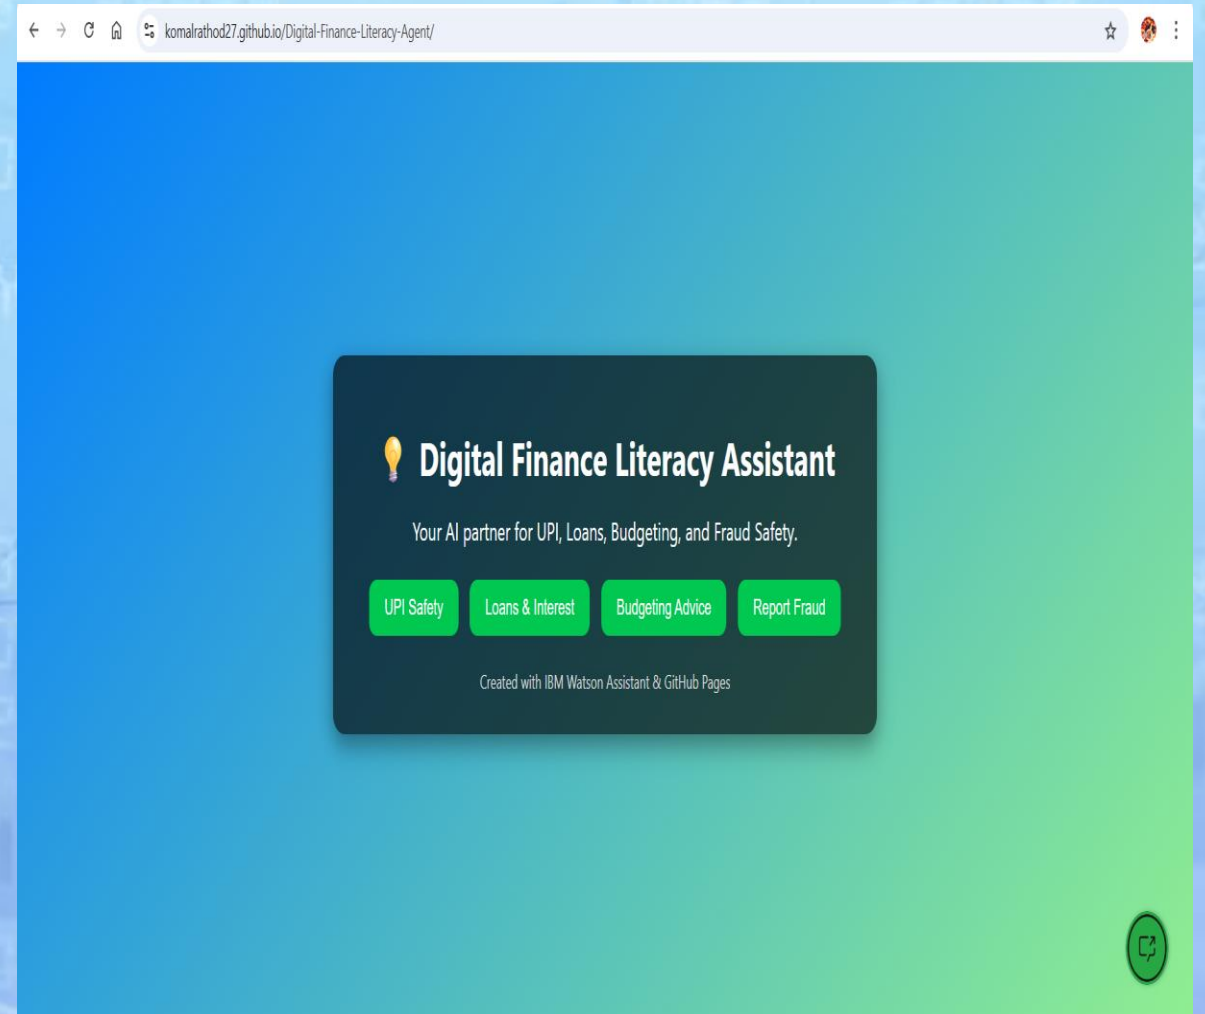 komalrathod27.github.io/Digital-Finance-Literacy-Agent/
💡 Digital Finance Literacy Assistant
Your AI partner for UPI, Loans, Budgeting, and Fraud Safety.
UPI Safety Loans & Interest Budgeting Advice Report Fraud
Created with IBM Watson Assistant & GitHub Pages